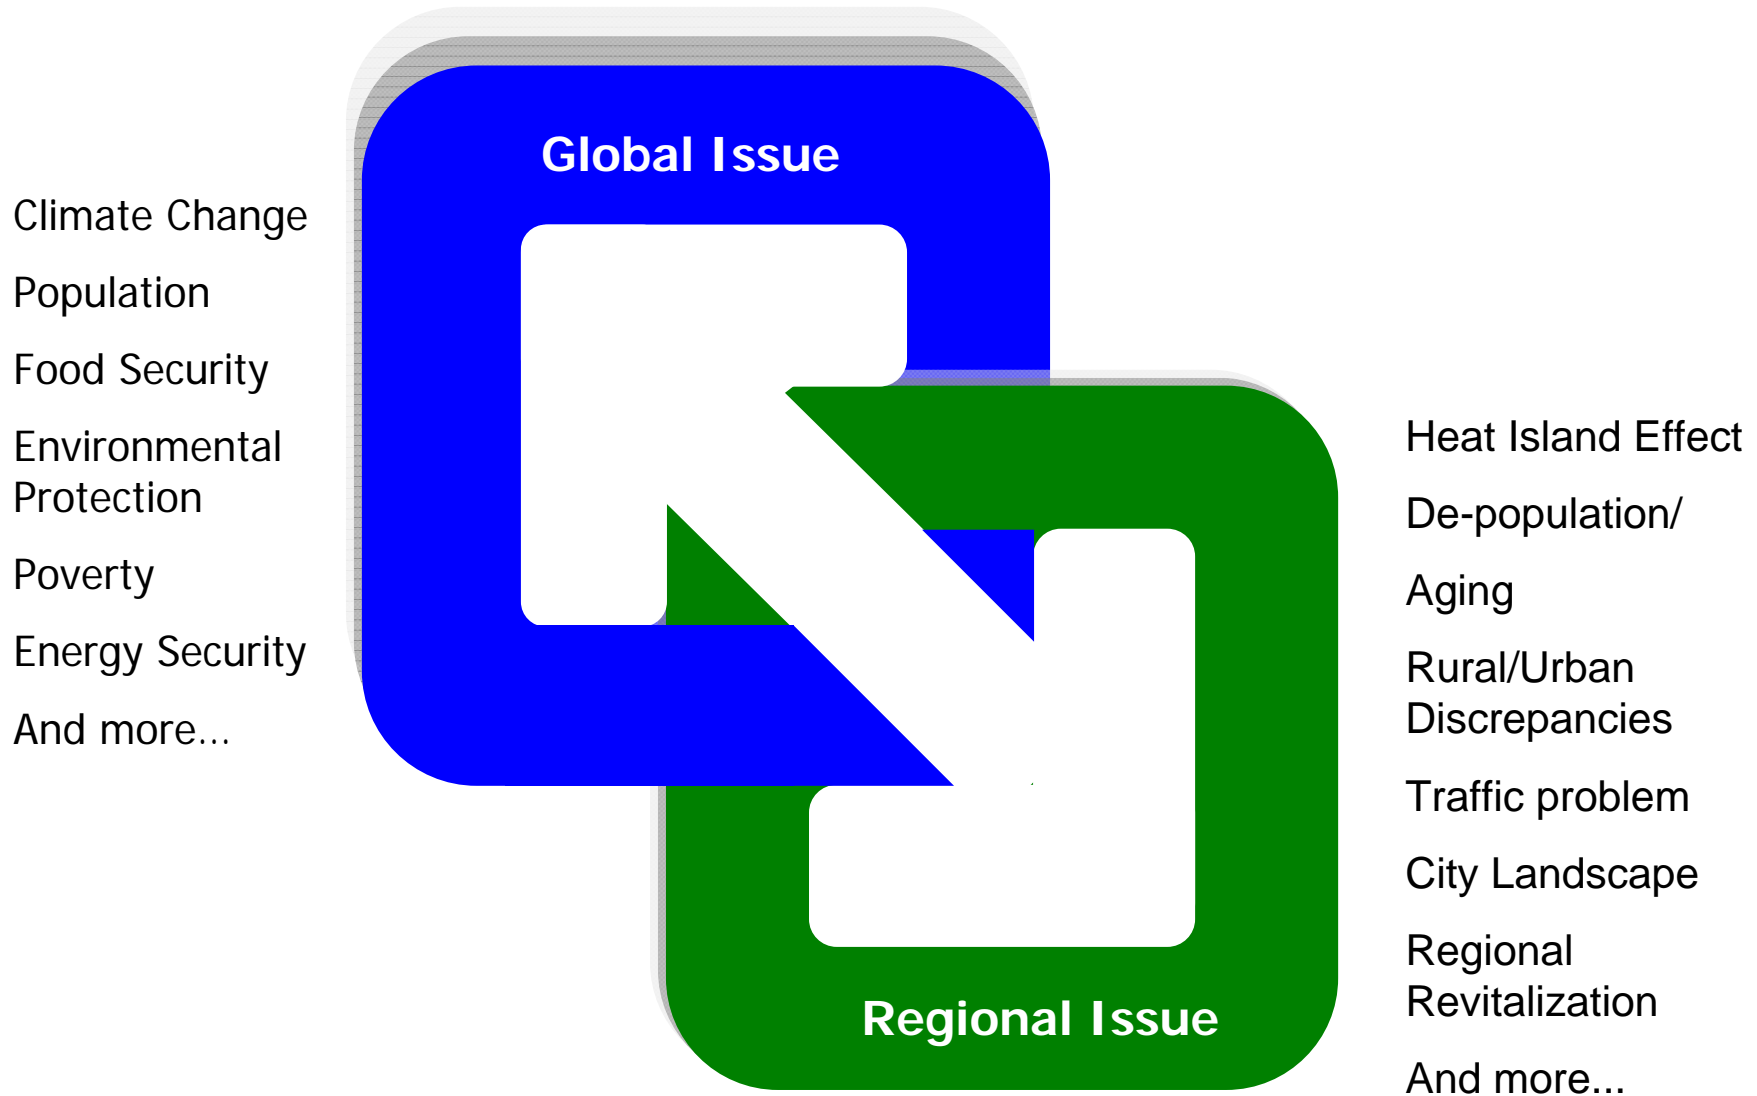 Global Issue
Climate Change
Population
Food Security
Environmental
Protection
Poverty
Energy Security
And more...
Heat Island Effect
De-population/
Aging
Rural/Urban
Discrepancies
Traffic problem
City Landscape
Regional
Revitalization
And more...
Regional Issue